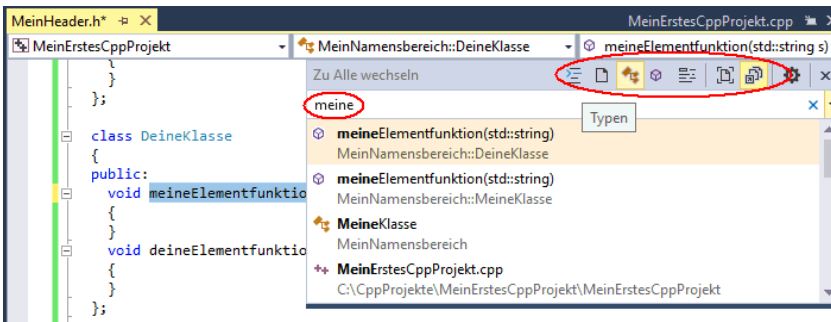 MeinHeader.h*
MeinErstesCppProjekt.cpp
MeinErstesCppProjekt
MeinNamensbereich::DeineKlasse
meineElementfunktion(std::string s)
{
}
};
class DeineKlasse
{
public:
void meineElementfunktio
{
}
void deineElementfunktio
{
}
};
Zu Alle wechseln
meine
Typen
meineElementfunktion(std::string)
MeinNamensbereich::DeineKlasse
meineElementfunktion(std::string)
MeinNamensbereich::MeineKlasse
MeineKlasse
MeinNamensbereich
MeinErstesCppProjekt.cpp
C:\CppProjekte\MeinErstesCppProjekt\MeinErstesCppProjekt